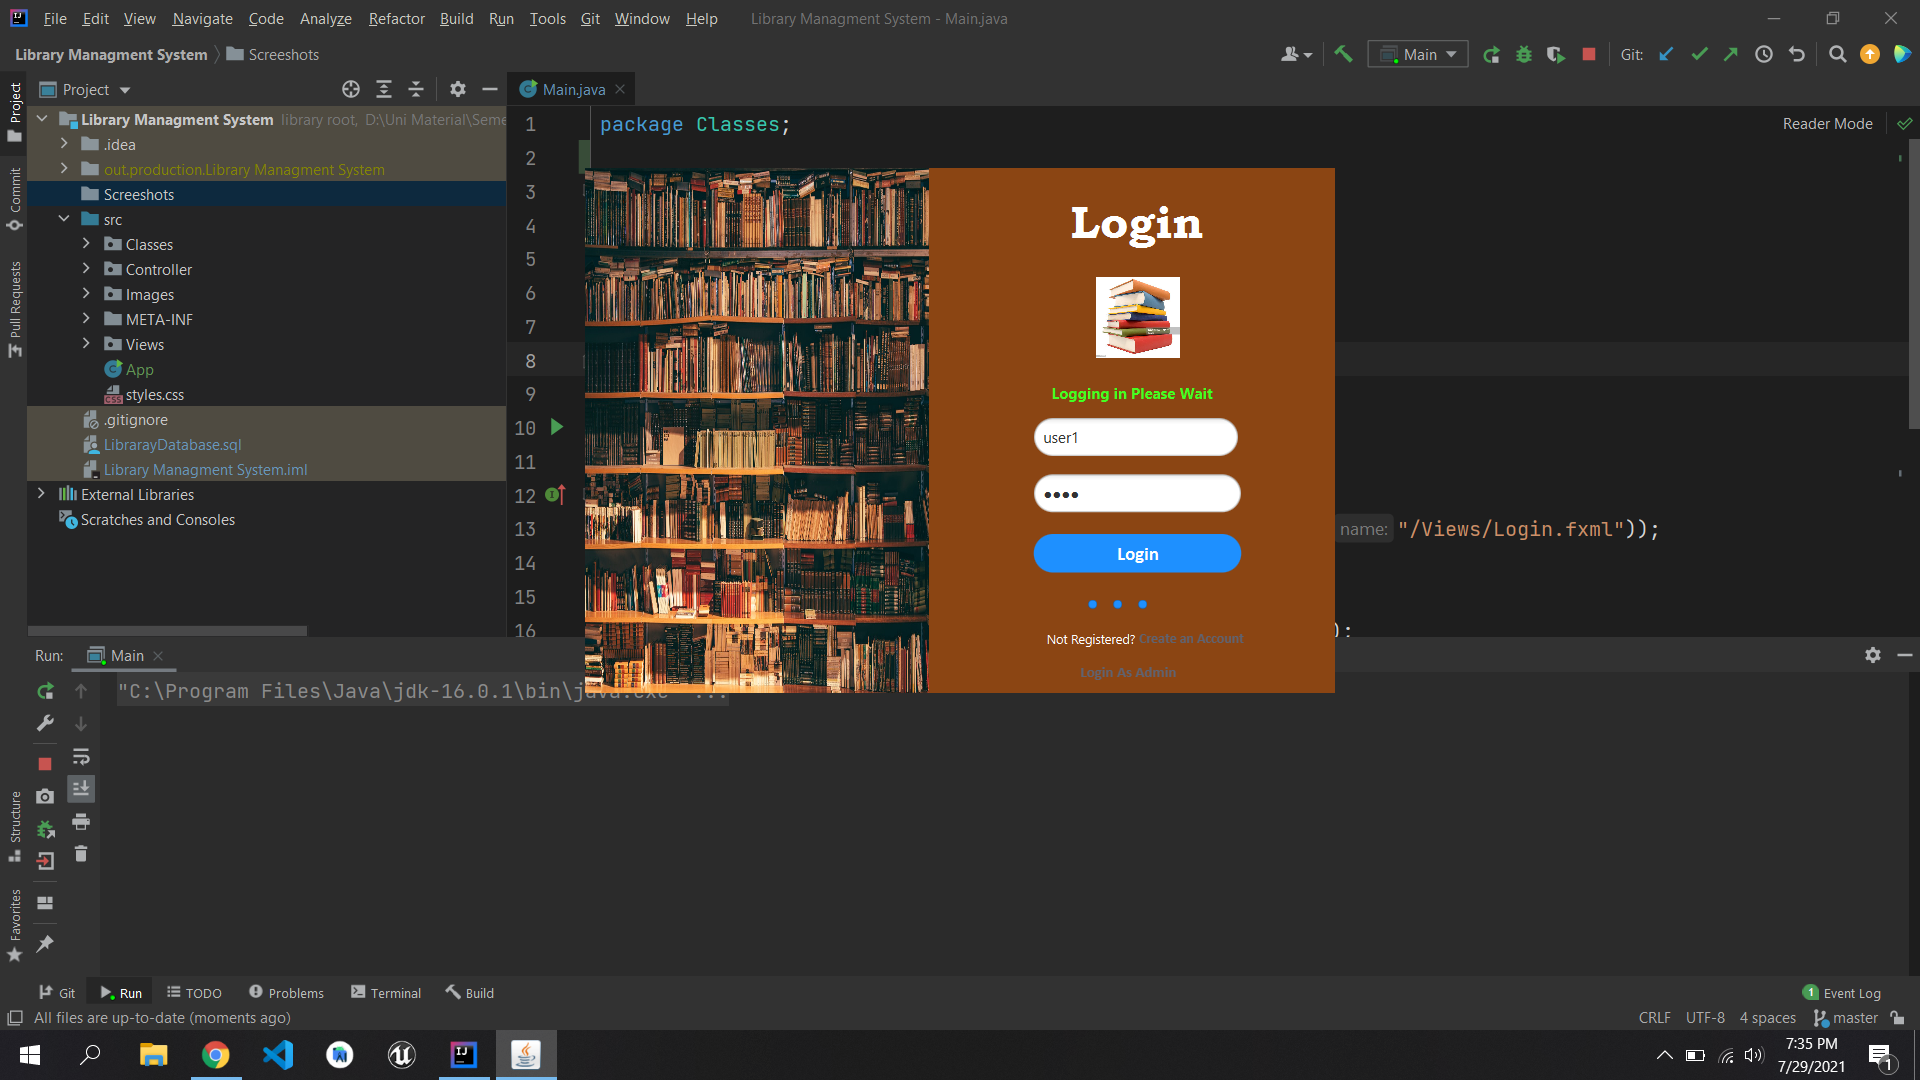 File Edit View Navigate Code Analyze Refactor Build Run Tools Git Window Help Library Managment System - Main.java
Library Managment System Screeshots Main Git:
Project Main.java
Library Managment System library root, D:\Uni Material\Seme
.idea
out.production.Library Managment System
Screeshots
src
Classes
Controller
Images
META-INF
Views
App
styles.css
.gitignore
LibrarayDatabase.sql
Library Managment System.iml
External Libraries
Scratches and Consoles
Project
Commit
Pull Requests
Structure
Favorites
1 package Classes;
Reader Mode
2
3
4
5
6
7
8
9
10
11
12
13 name: "/Views/Login.fxml"));
14
15
16 );
Login
Logging in Please Wait
user1
••••
Login
Not Registered? Create an Account
Login As Admin
Run: Main
"C:\Program Files\Java\jdk-16.0.1\bin\java.exe" ...
Git Run TODO Problems Terminal Build 1 Event Log
All files are up-to-date (moments ago) CRLF UTF-8 4 spaces master
7:35 PM
7/29/2021
1